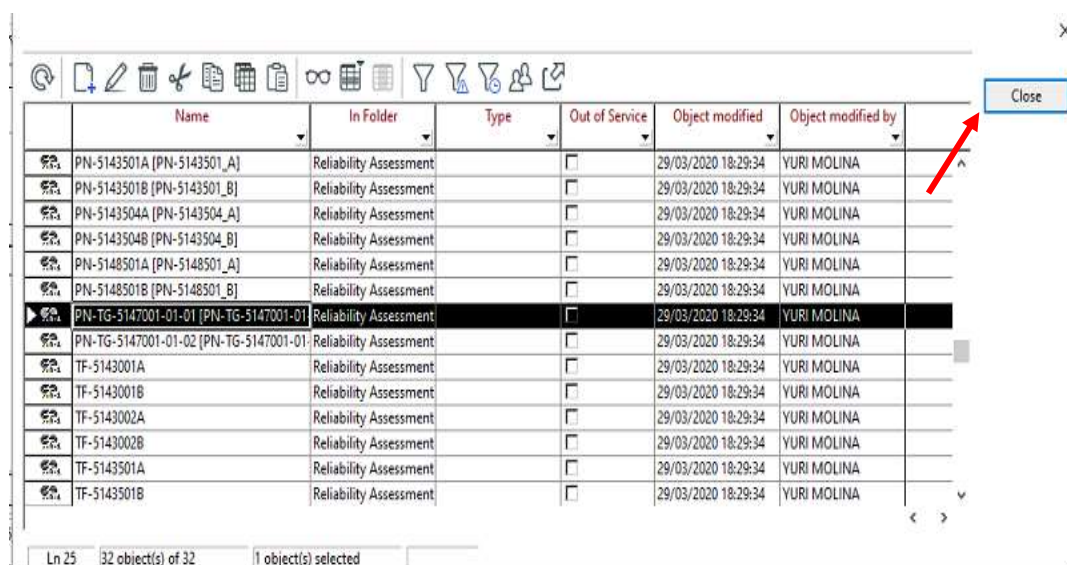 Close
Name In Folder Type Out of Service Object modified Object modified by
PN-5143501A [PN-5143501_A] Reliability Assessment 29/03/2020 18:29:34 YURI MOLINA
PN-5143501B [PN-5143501_B] Reliability Assessment 29/03/2020 18:29:34 YURI MOLINA
PN-5143504A [PN-5143504_A] Reliability Assessment 29/03/2020 18:29:34 YURI MOLINA
PN-5143504B [PN-5143504_B] Reliability Assessment 29/03/2020 18:29:34 YURI MOLINA
PN-5148501A [PN-5148501_A] Reliability Assessment 29/03/2020 18:29:34 YURI MOLINA
PN-5148501B [PN-5148501_B] Reliability Assessment 29/03/2020 18:29:34 YURI MOLINA
PN-TG-5147001-01-01 [PN-TG-5147001-01- Reliability Assessment 29/03/2020 18:29:34 YURI MOLINA
PN-TG-5147001-01-02 [PN-TG-5147001-01- Reliability Assessment 29/03/2020 18:29:34 YURI MOLINA
TF-5143001A Reliability Assessment 29/03/2020 18:29:34 YURI MOLINA
TF-5143001B Reliability Assessment 29/03/2020 18:29:34 YURI MOLINA
TF-5143002A Reliability Assessment 29/03/2020 18:29:34 YURI MOLINA
TF-5143002B Reliability Assessment 29/03/2020 18:29:34 YURI MOLINA
TF-5143501A Reliability Assessment 29/03/2020 18:29:34 YURI MOLINA
TF-5143501B Reliability Assessment 29/03/2020 18:29:34 YURI MOLINA
Ln 25 32 object(s) of 32 1 object(s) selected